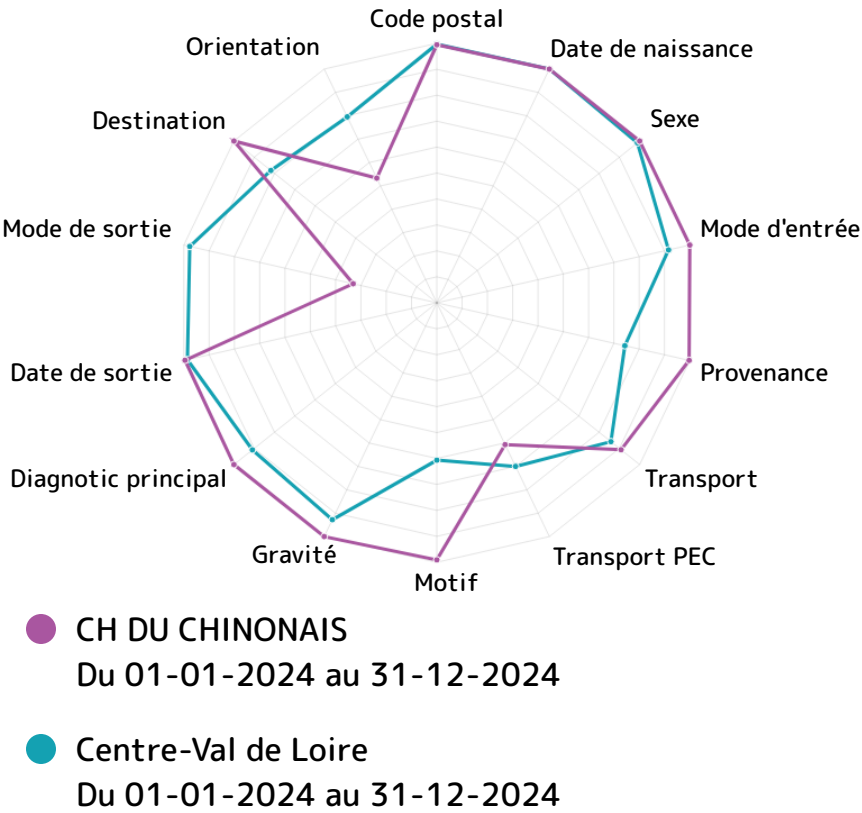 Code postal
Orientation
Date de naissance
Destination
Sexe
Mode de sortie
Mode d'entrée
Date de sortie
Provenance
Diagnotic principal
Transport
Gravité
Transport PEC
Motif
CH DU CHINONAIS
Du 01-01-2024 au 31-12-2024
Centre-Val de Loire
Du 01-01-2024 au 31-12-2024